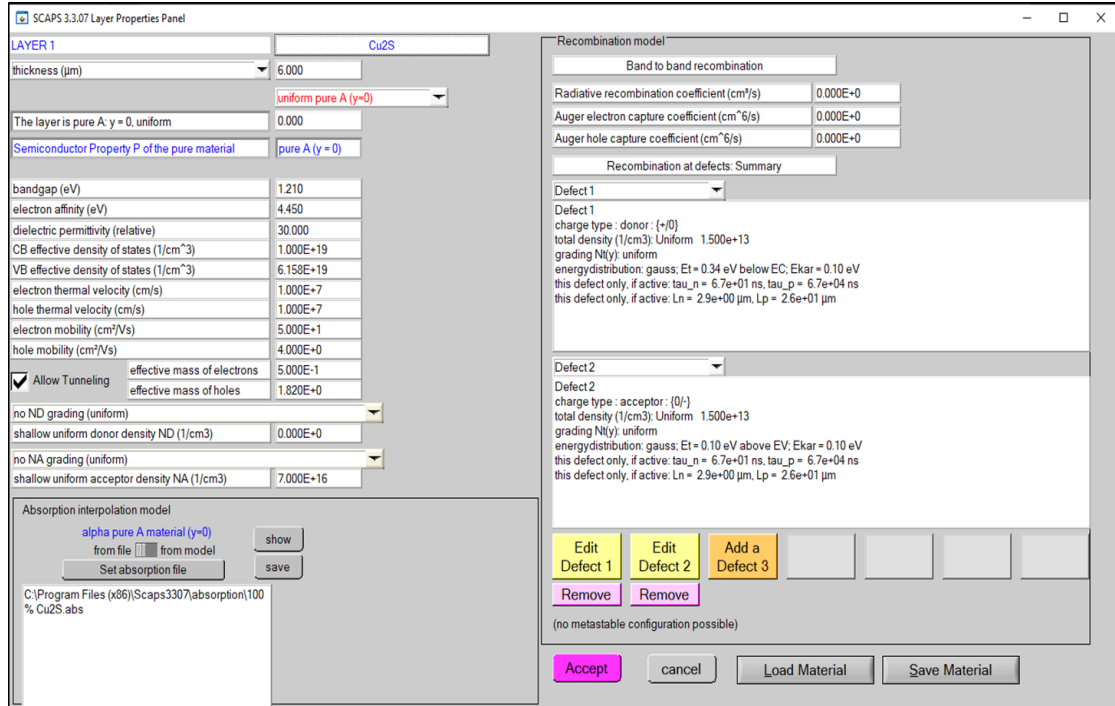 SCAPS 3.3.07 Layer Properties Panel
LAYER 1
Cu2S
thickness (µm)
6.000
uniform pure A (y=0)
The layer is pure A: y = 0, uniform
0.000
Semiconductor Property P of the pure material
pure A (y = 0)
bandgap (eV)
1.210
electron affinity (eV)
4.450
dielectric permittivity (relative)
30.000
CB effective density of states (1/cm^3)
1.000E+19
VB effective density of states (1/cm^3)
6.158E+19
electron thermal velocity (cm/s)
1.000E+7
hole thermal velocity (cm/s)
1.000E+7
electron mobility (cm²/Vs)
5.000E+1
hole mobility (cm²/Vs)
4.000E+0
Allow Tunneling
effective mass of electrons
5.000E-1
effective mass of holes
1.820E+0
no ND grading (uniform)
shallow uniform donor density ND (1/cm3)
0.000E+0
no NA grading (uniform)
shallow uniform acceptor density NA (1/cm3)
7.000E+16
Absorption interpolation model
alpha pure A material (y=0)
from file
from model
Set absorption file
show
save
C:\Program Files (x86)\Scaps3307\absorption\100
% Cu2S.abs
Recombination model
Band to band recombination
Radiative recombination coefficient (cm³/s)
0.000E+0
Auger electron capture coefficient (cm^6/s)
0.000E+0
Auger hole capture coefficient (cm^6/s)
0.000E+0
Recombination at defects: Summary
Defect 1
Defect 1
charge type : donor : {+/0}
total density (1/cm3): Uniform 1.500e+13
grading Nt(y): uniform
energydistribution: gauss; Et = 0.34 eV below EC; Ekar = 0.10 eV
this defect only, if active: tau_n = 6.7e+01 ns, tau_p = 6.7e+04 ns
this defect only, if active: Ln = 2.9e+00 µm, Lp = 2.6e+01 µm
Defect 2
Defect 2
charge type : acceptor : {0/-}
total density (1/cm3): Uniform 1.500e+13
grading Nt(y): uniform
energydistribution: gauss; Et = 0.10 eV above EV; Ekar = 0.10 eV
this defect only, if active: tau_n = 6.7e+01 ns, tau_p = 6.7e+04 ns
this defect only, if active: Ln = 2.9e+00 µm, Lp = 2.6e+01 µm
Edit
Defect 1
Edit
Defect 2
Add a
Defect 3
Remove
Remove
(no metastable configuration possible)
Accept
cancel
Load Material
Save Material